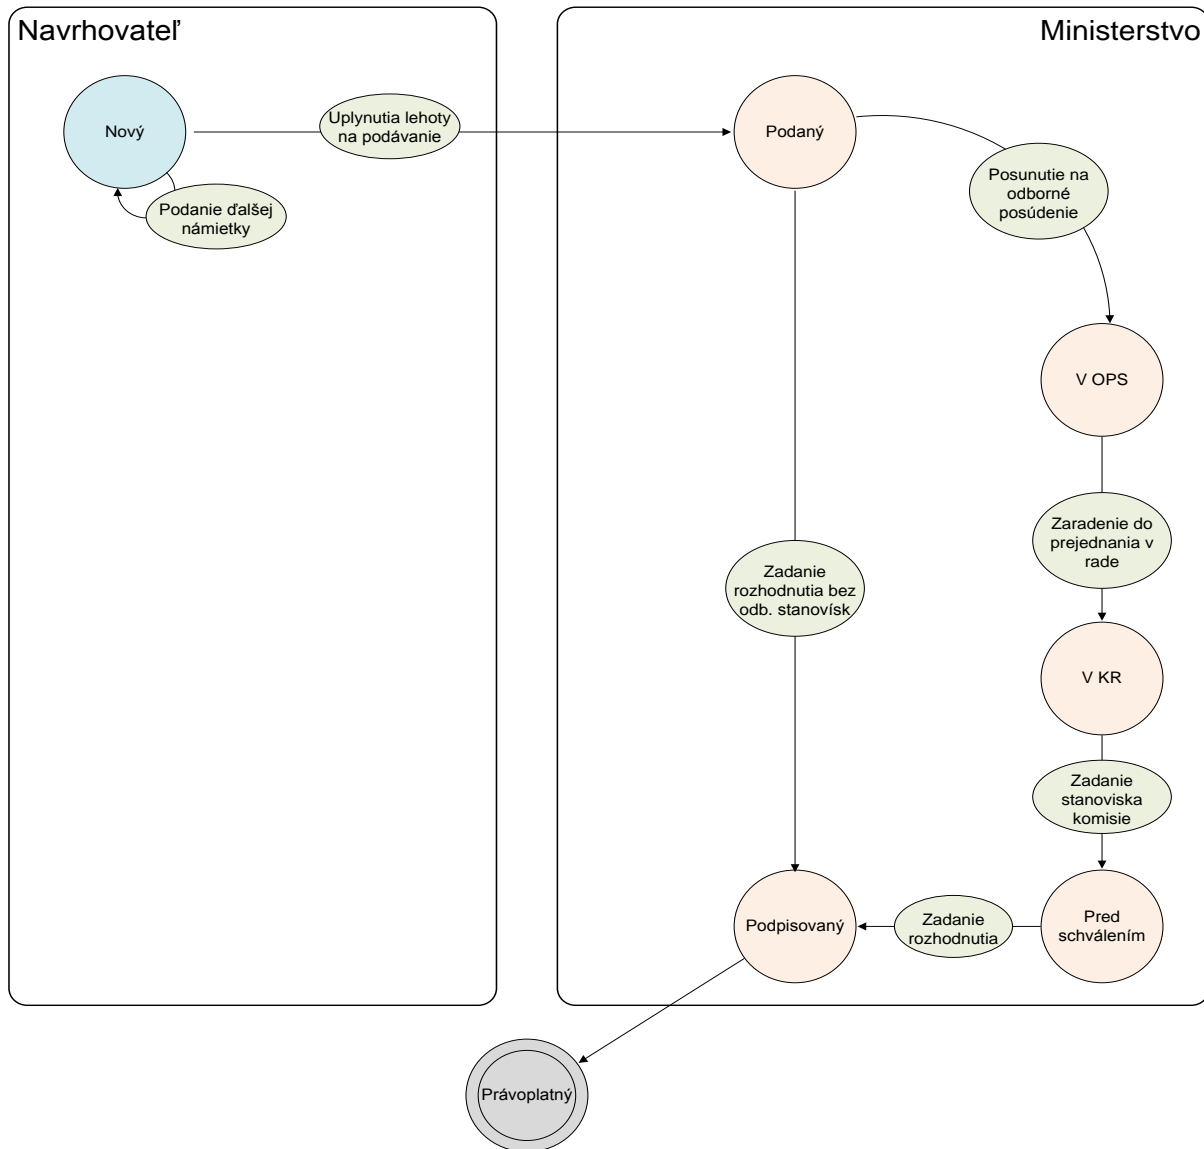 Navrhovateľ
Ministerstvo
Nový
Uplynutia lehoty
na podávanie
Podaný
Posunutie na
odborné
posúdenie
Podanie ďalšej
námietky
V OPS
Zaradenie do
prejednania v
rade
Zadanie
rozhodnutia bez
odb. stanovísk
V KR
Zadanie
stanoviska
komisie
Podpisovaný
Zadanie
rozhodnutia
Pred
schválením
Právoplatný